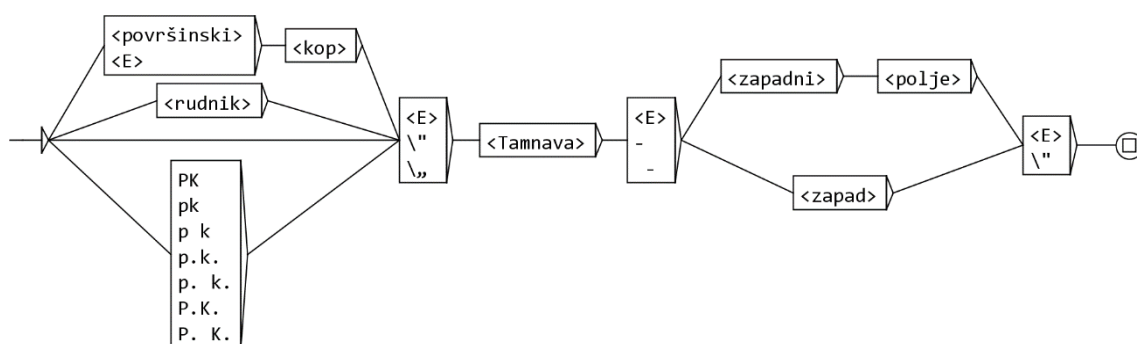 <površinski>
<E>
<kop>
<rudnik>
PK
pk
p k
p.k.
p. k.
P.K.
P. K.
<E>
\"
\„
<Tamnava>
<E>
-
-
<zapadni>
<polje>
<zapad>
<E>
\"